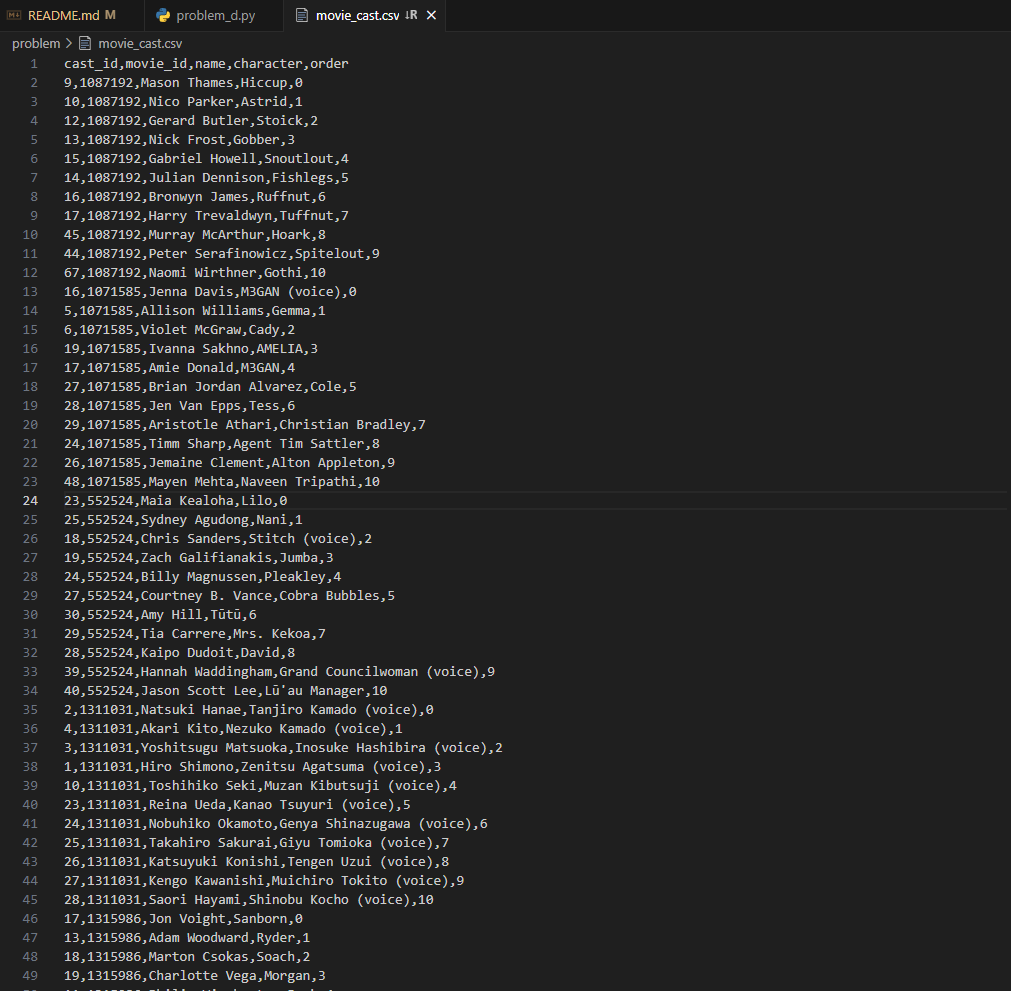 README.md M problem_d.py movie_cast.csv ↓R ✕
problem > movie_cast.csv
1 cast_id,movie_id,name,character,order
2 9,1087192,Mason Thames,Hiccup,0
3 10,1087192,Nico Parker,Astrid,1
4 12,1087192,Gerard Butler,Stoick,2
5 13,1087192,Nick Frost,Gobber,3
6 15,1087192,Gabriel Howell,Snoutlout,4
7 14,1087192,Julian Dennison,Fishlegs,5
8 16,1087192,Bronwyn James,Ruffnut,6
9 17,1087192,Harry Trevaldwyn,Tuffnut,7
10 45,1087192,Murray McArthur,Hoark,8
11 44,1087192,Peter Serafinowicz,Spitelout,9
12 67,1087192,Naomi Wirthner,Gothi,10
13 16,1071585,Jenna Davis,M3GAN (voice),0
14 5,1071585,Allison Williams,Gemma,1
15 6,1071585,Violet McGraw,Cady,2
16 19,1071585,Ivanna Sakhno,AMELIA,3
17 17,1071585,Amie Donald,M3GAN,4
18 27,1071585,Brian Jordan Alvarez,Cole,5
19 28,1071585,Jen Van Epps,Tess,6
20 29,1071585,Aristotle Athari,Christian Bradley,7
21 24,1071585,Timm Sharp,Agent Tim Sattler,8
22 26,1071585,Jemaine Clement,Alton Appleton,9
23 48,1071585,Mayen Mehta,Naveen Tripathi,10
24 23,552524,Maia Kealoha,Lilo,0
25 25,552524,Sydney Agudong,Nani,1
26 18,552524,Chris Sanders,Stitch (voice),2
27 19,552524,Zach Galifianakis,Jumba,3
28 24,552524,Billy Magnussen,Pleakley,4
29 27,552524,Courtney B. Vance,Cobra Bubbles,5
30 30,552524,Amy Hill,Tūtū,6
31 29,552524,Tia Carrere,Mrs. Kekoa,7
32 28,552524,Kaipo Dudoit,David,8
33 39,552524,Hannah Waddingham,Grand Councilwoman (voice),9
34 40,552524,Jason Scott Lee,Lūʻau Manager,10
35 2,1311031,Natsuki Hanae,Tanjiro Kamado (voice),0
36 4,1311031,Akari Kito,Nezuko Kamado (voice),1
37 3,1311031,Yoshitsugu Matsuoka,Inosuke Hashibira (voice),2
38 1,1311031,Hiro Shimono,Zenitsu Agatsuma (voice),3
39 10,1311031,Toshihiko Seki,Muzan Kibutsuji (voice),4
40 23,1311031,Reina Ueda,Kanao Tsuyuri (voice),5
41 24,1311031,Nobuhiko Okamoto,Genya Shinazugawa (voice),6
42 25,1311031,Takahiro Sakurai,Giyu Tomioka (voice),7
43 26,1311031,Katsuyuki Konishi,Tengen Uzui (voice),8
44 27,1311031,Kengo Kawanishi,Muichiro Tokito (voice),9
45 28,1311031,Saori Hayami,Shinobu Kocho (voice),10
46 17,1315986,Jon Voight,Sanborn,0
47 13,1315986,Adam Woodward,Ryder,1
48 18,1315986,Marton Csokas,Soach,2
49 19,1315986,Charlotte Vega,Morgan,3